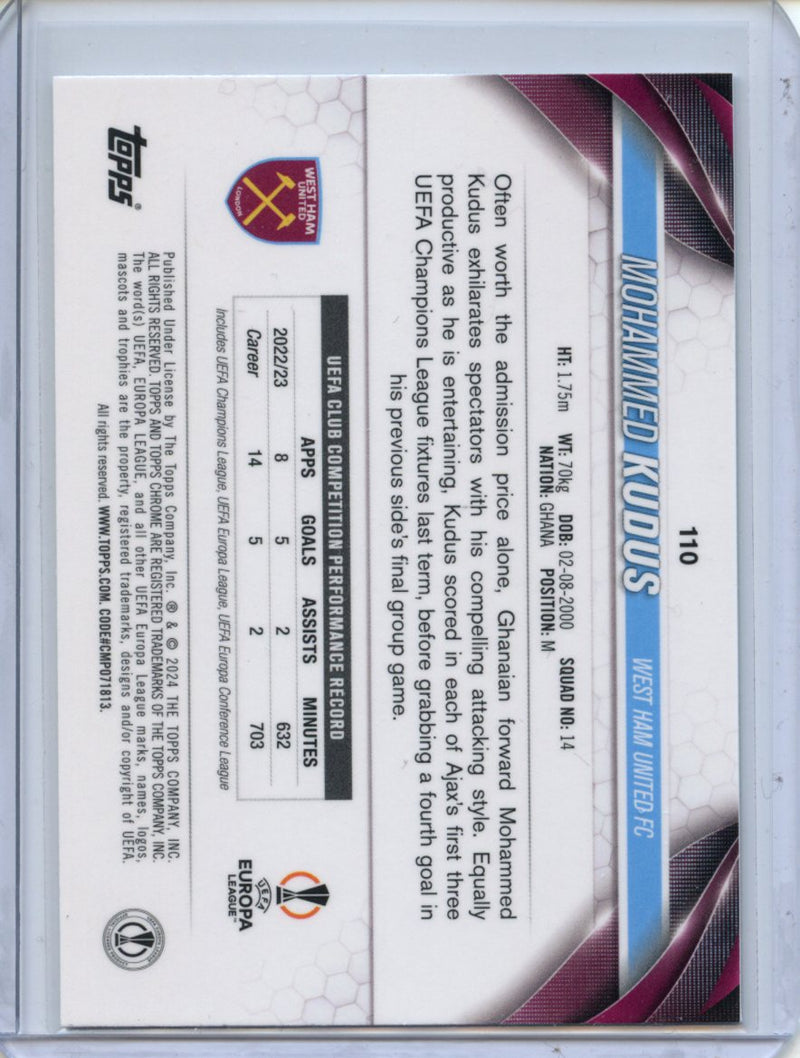 110
MOHAMMED KUDUS WEST HAM UNITED FC
HT: 1.75m WT: 70kg DOB: 02-08-2000 SQUAD NO: 14
NATION: GHANA POSITION: M
Often worth the admission price alone, Ghanaian forward Mohammed
Kudus exhilarates spectators with his compelling attacking style. Equally
productive as he is entertaining, Kudus scored in each of Ajax's first three
UEFA Champions League fixtures last term, before grabbing a fourth goal in
his previous side's final group game.
WEST HAM
UNITED
LONDON
UEFA CLUB COMPETITION PERFORMANCE RECORD
APPS GOALS ASSISTS MINUTES
2022/23 8 5 2 632
Career 14 5 2 703
Includes UEFA Champions League, UEFA Europa League, UEFA Europa Conference League
UEFA
EUROPA
LEAGUE™
topps®
Published Under License by The Topps Company, Inc. ® & © 2024 THE TOPPS COMPANY, INC.
ALL RIGHTS RESERVED. TOPPS AND TOPPS CHROME ARE REGISTERED TRADEMARKS OF THE TOPPS COMPANY, INC.
The word(s) UEFA, EUROPA LEAGUE, and all other UEFA Europa League marks, names, logos,
mascots and trophies are the property, registered trademarks, designs and/or copyright of UEFA.
All rights reserved. WWW.TOPPS.COM. CODE#CMP071813.